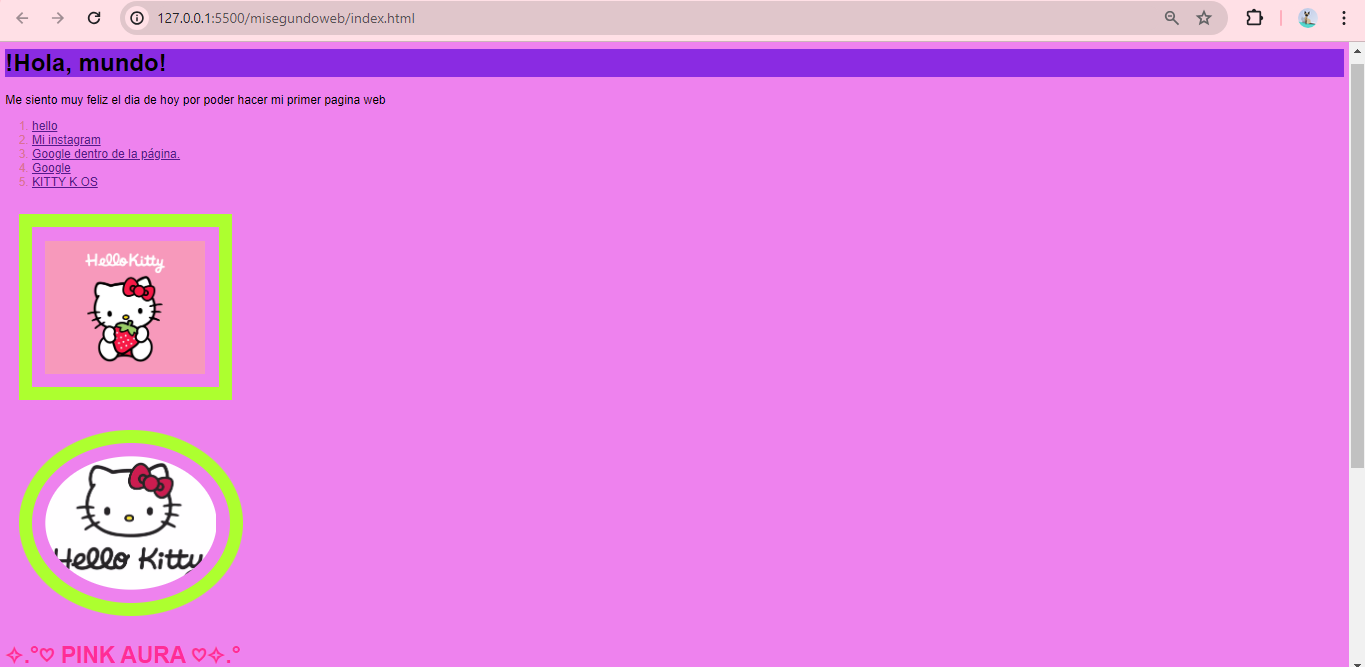 127.0.0.1:5500/misegundoweb/index.html
!Hola, mundo!
Me siento muy feliz el dia de hoy por poder hacer mi primer pagina web
1. hello
2. Mi instagram
3. Google dentro de la página.
4. Google
5. KITTY K OS
Hello Kitty
Hello Kitty
✧.°♡ PINK AURA ♡✧.°